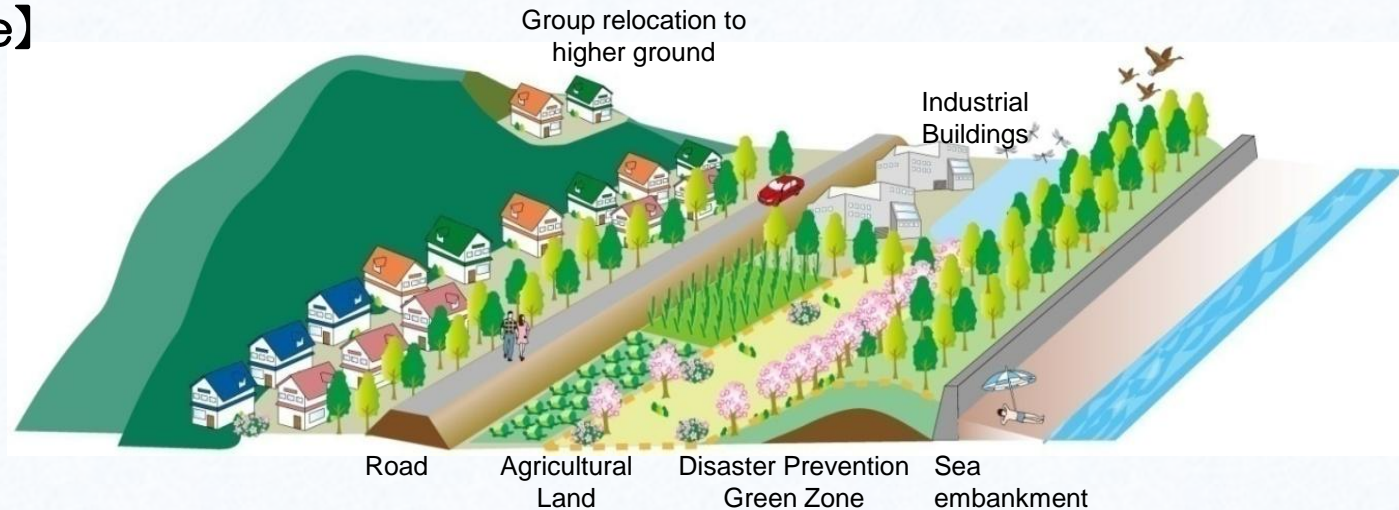 e】
Group relocation to
higher ground
Industrial
Buildings
Road
Agricultural
Land
Disaster Prevention
Green Zone
Sea
embankment